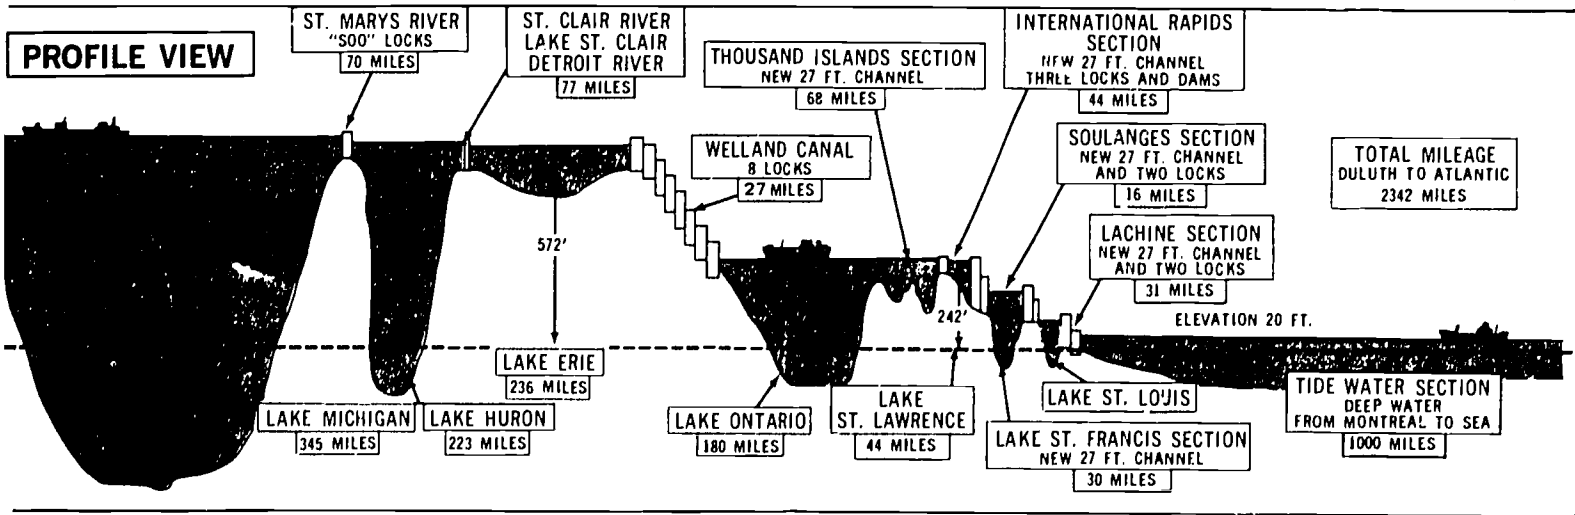 PROFILE VIEW
ST. MARYS RIVER
"SOO" LOCKS
70 MILES
ST. CLAIR RIVER
LAKE ST. CLAIR
DETROIT RIVER
77 MILES
THOUSAND ISLANDS SECTION
NEW 27 FT. CHANNEL
68 MILES
INTERNATIONAL RAPIDS
SECTION
NEW 27 FT. CHANNEL
THREE LOCKS AND DAMS
44 MILES
WELLAND CANAL
8 LOCKS
27 MILES
SOULANGES SECTION
NEW 27 FT. CHANNEL
AND TWO LOCKS
16 MILES
TOTAL MILEAGE
DULUTH TO ATLANTIC
2342 MILES
LACHINE SECTION
NEW 27 FT. CHANNEL
AND TWO LOCKS
31 MILES
572'
242'
ELEVATION 20 FT.
LAKE ERIE
236 MILES
LAKE MICHIGAN
345 MILES
LAKE HURON
223 MILES
LAKE ONTARIO
180 MILES
LAKE
ST. LAWRENCE
44 MILES
LAKE ST. LOUIS
LAKE ST. FRANCIS SECTION
NEW 27 FT. CHANNEL
30 MILES
TIDE WATER SECTION
DEEP WATER
FROM MONTREAL TO SEA
1000 MILES